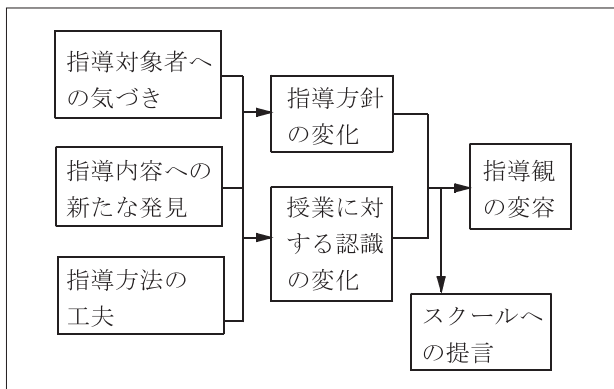 指導対象者へ
の気づき
指導内容への
新たな発見
指導方法の
工夫
指導方針
の変化
授業に対
する認識
の変化
指導観
の変容
スクールへ
の提言